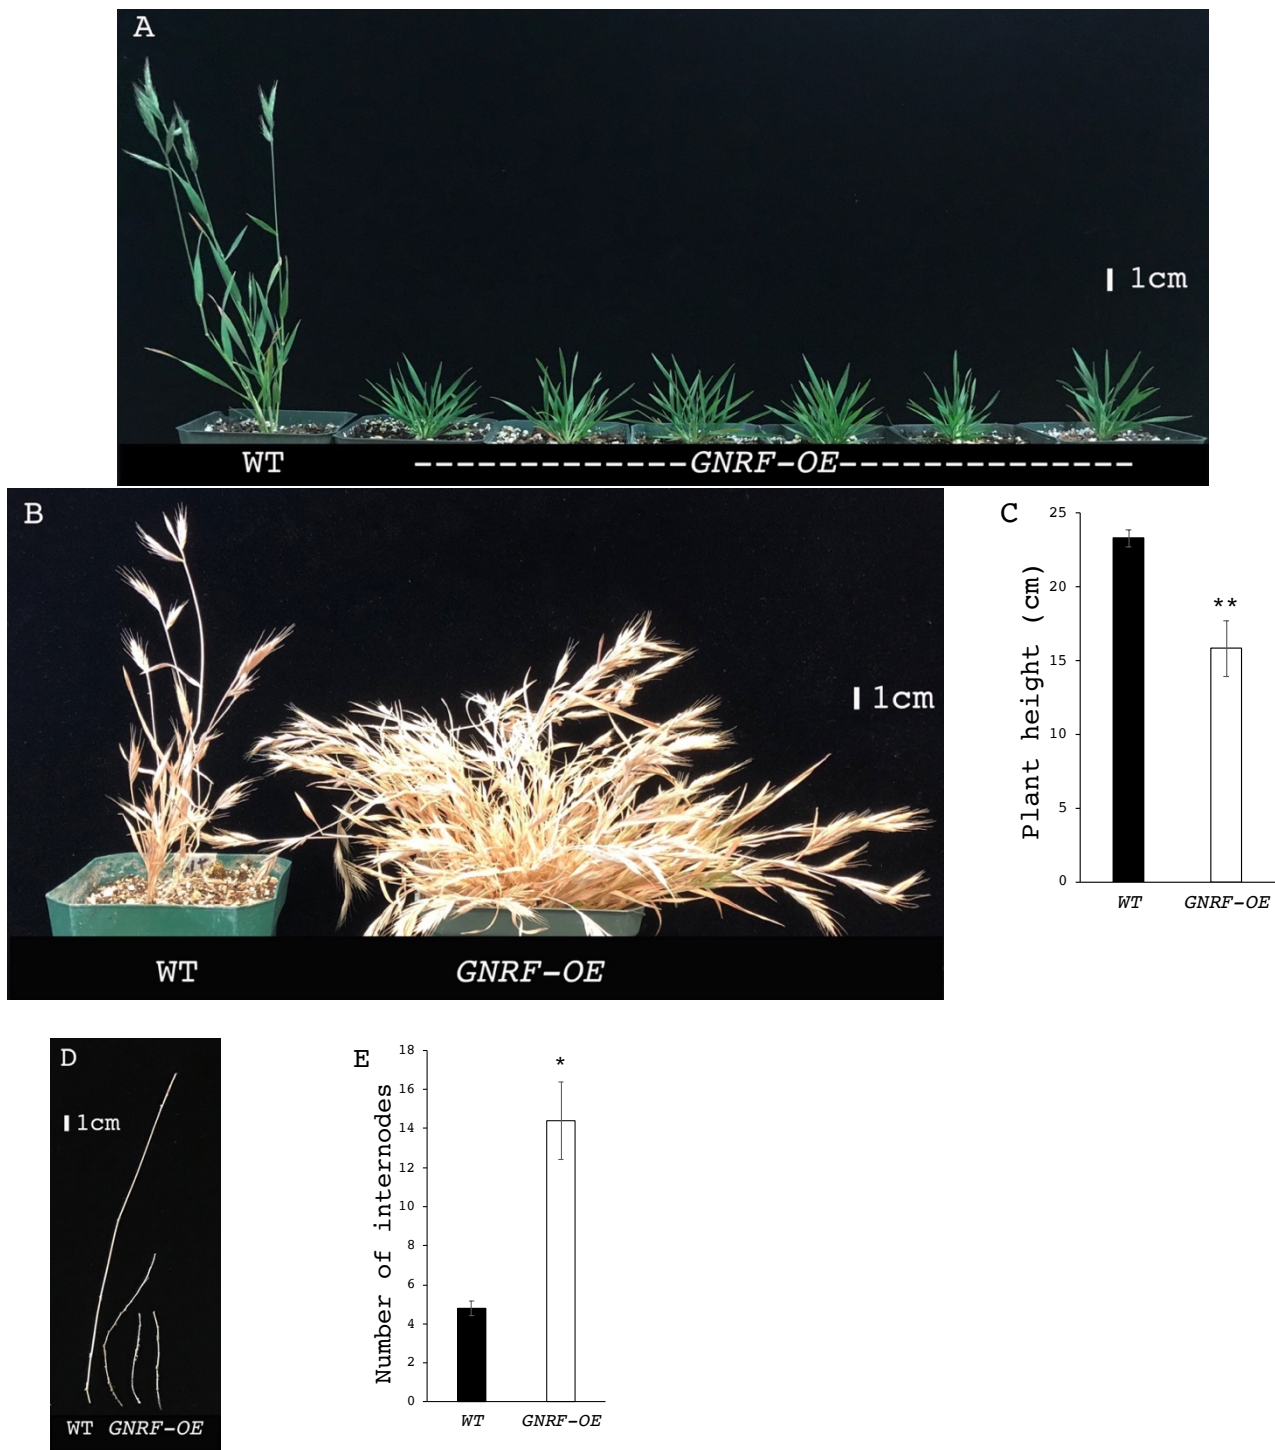 A
1cm
WT -------------GNRF-OE--------------
B
1cm
WT GNRF-OE
C
Plant height (cm)
25
20
15
10
5
0
**
WT GNRF-OE
D
1cm
WT GNRF-OE
E
Number of internodes
18
16
14
12
10
8
6
4
2
0
*
WT GNRF-OE